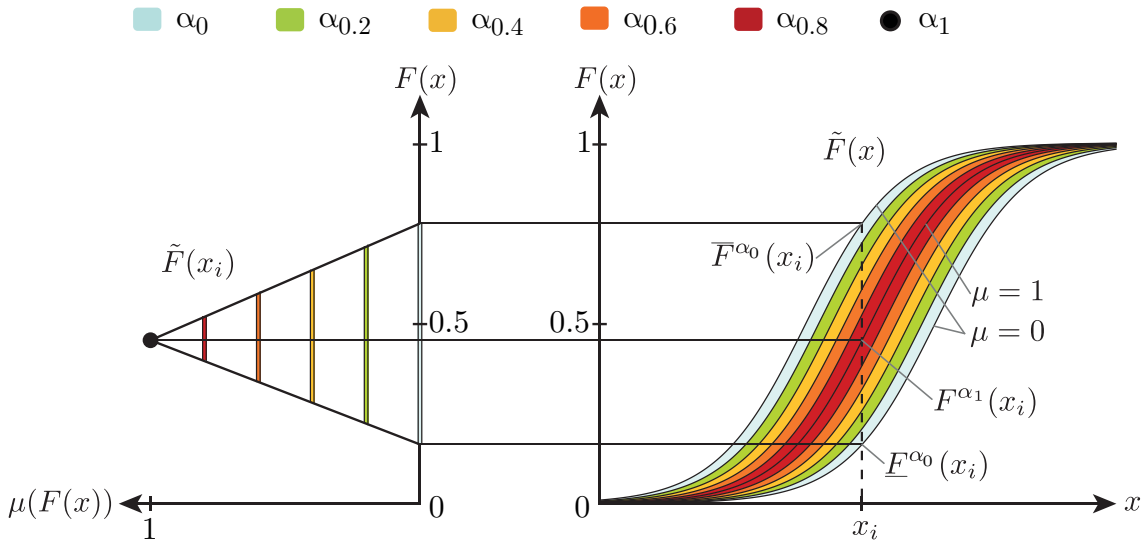 α₀ α₀.₂ α₀.₄ α₀.₆ α₀.₈ α₁
F(x) F(x)
1 1
F̃(x)
F̃(xᵢ)
F̅^α₀(xᵢ)
μ = 1
0.5 0.5
μ = 0
F^α₁(xᵢ)
F̲^α₀(xᵢ)
μ(F(x)) 0 0 x
1 xᵢ